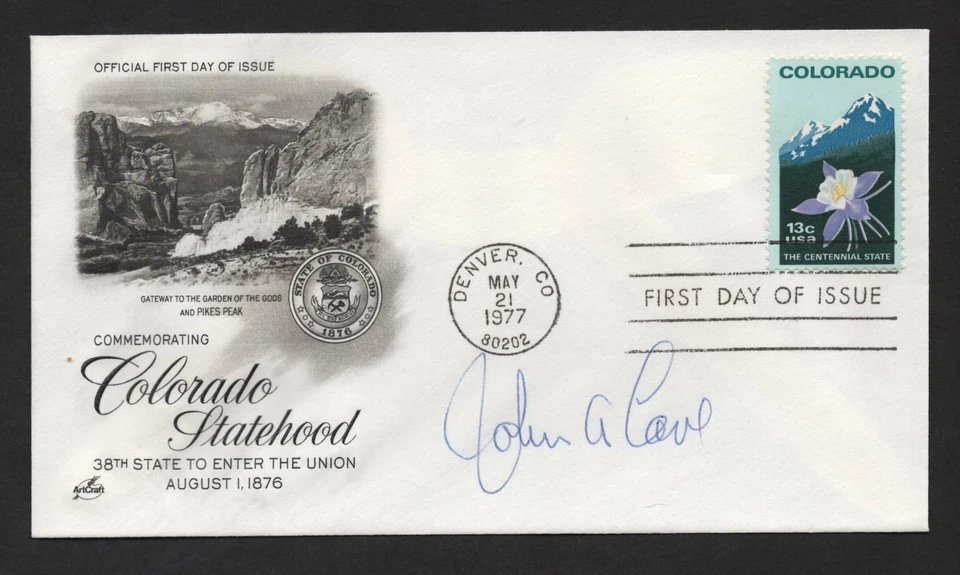 OFFICIAL FIRST DAY OF ISSUE
GATEWAY TO THE GARDEN OF THE GODS
AND PIKES PEAK
STATE OF COLORADO
1876
COMMEMORATING
Colorado
Statehood
38TH STATE TO ENTER THE UNION
AUGUST 1, 1876
ArtCraft
DENVER, CO
MAY
21
1977
80202
John A Love
COLORADO
13c
usa
THE CENTENNIAL STATE
FIRST DAY OF ISSUE